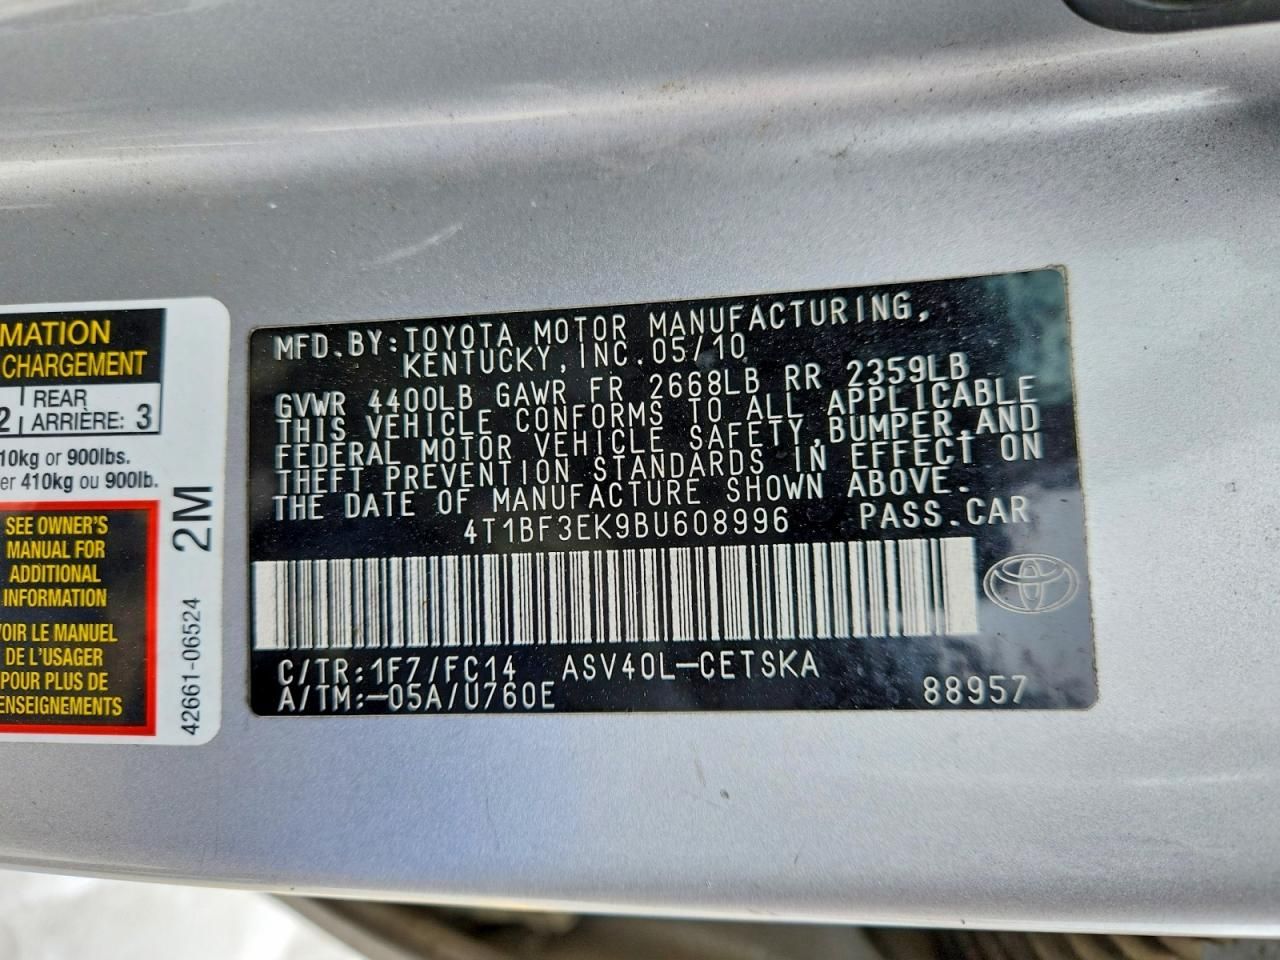 MATION
CHARGEMENT
2 REAR
ARRIÈRE: 3
10kg or 900lbs.
er 410kg ou 900lb.
SEE OWNER'S
MANUAL FOR
ADDITIONAL
INFORMATION
OIR LE MANUEL
DE L'USAGER
POUR PLUS DE
ENSEIGNEMENTS
2M
42661-06524
MFD.BY:TOYOTA MOTOR MANUFACTURING,
KENTUCKY, INC.05/10
GVWR 4400LB GAWR FR 2668LB RR 2359LB
THIS VEHICLE CONFORMS TO ALL APPLICABLE
FEDERAL MOTOR VEHICLE SAFETY,BUMPER,AND
THEFT PREVENTION STANDARDS IN EFFECT ON
THE DATE OF MANUFACTURE SHOWN ABOVE.
4T1BF3EK9BU608996 PASS.CAR
C/TR:1F7/FC14 ASV40L-CETSKA
A/TM:-05A/U760E 88957